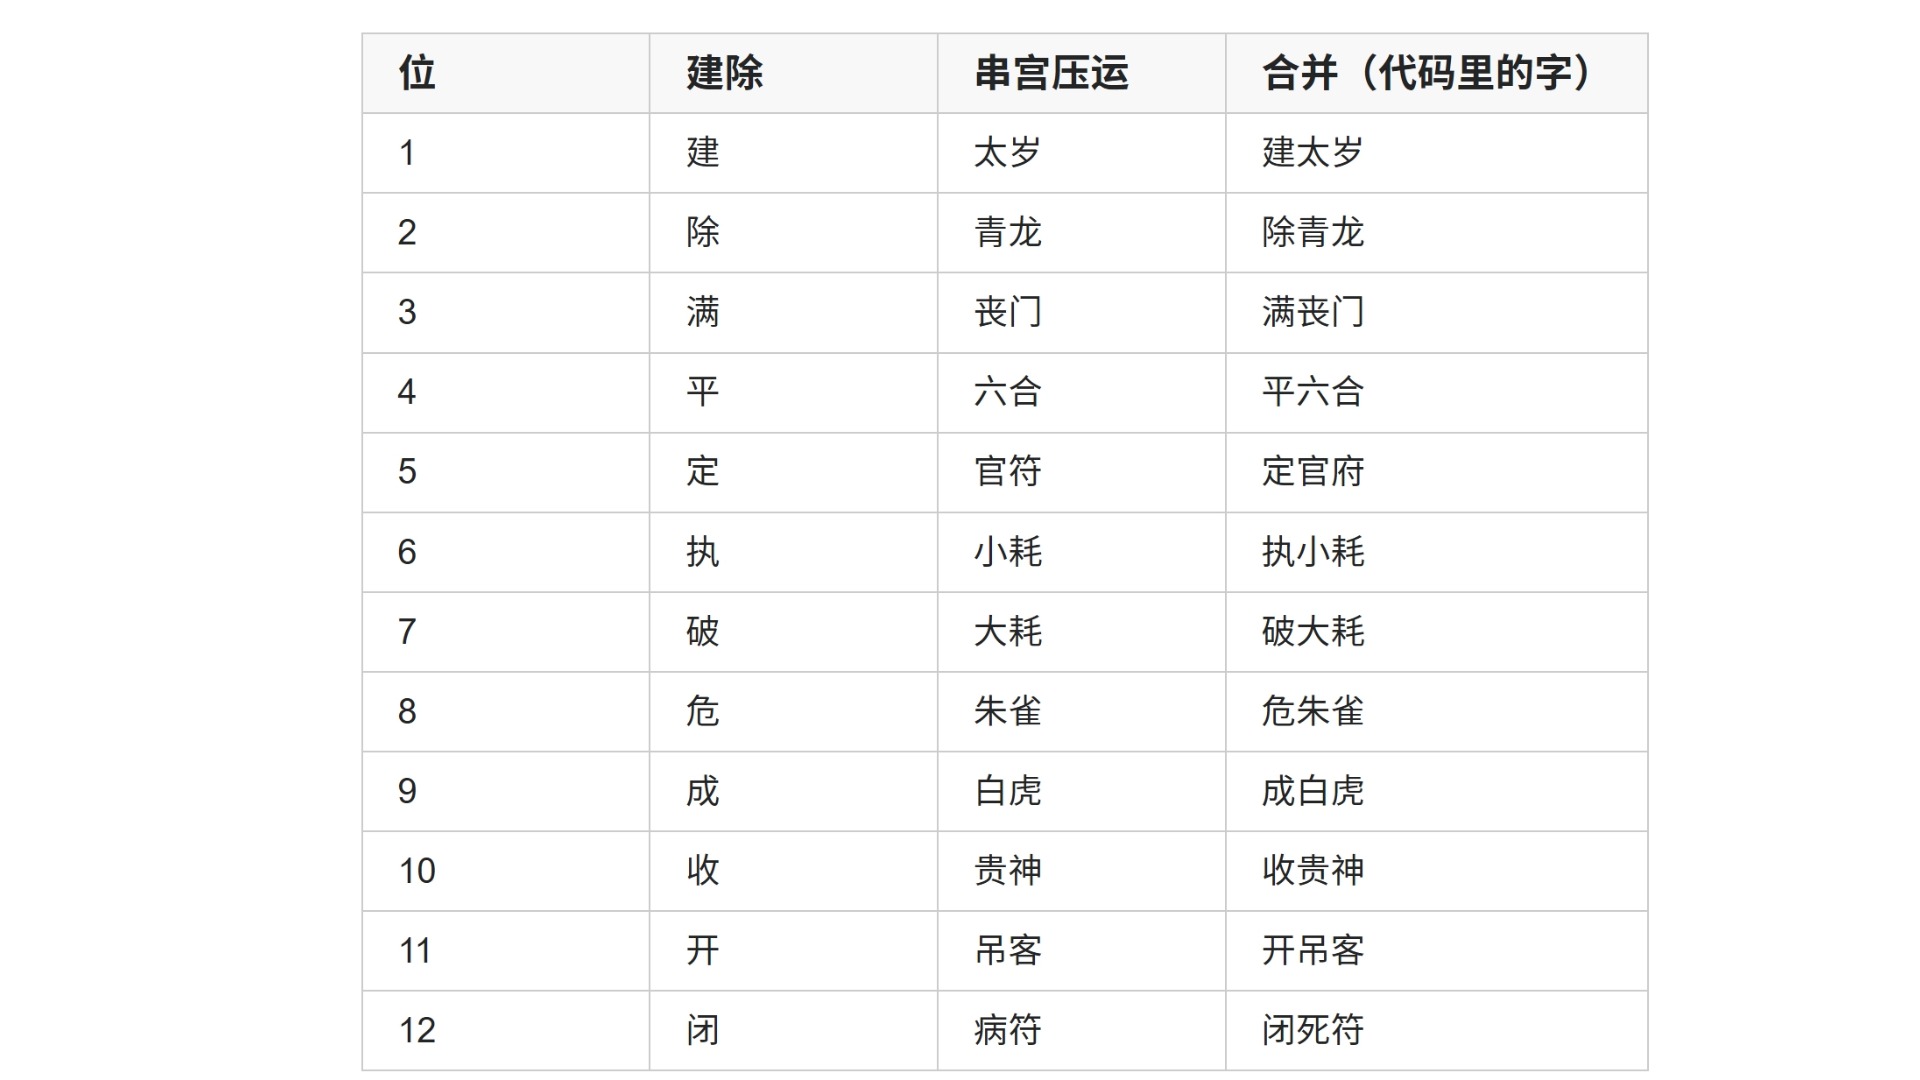 位 建除 串宫压运 合并（代码里的字）
1 建 太岁 建太岁
2 除 青龙 除青龙
3 满 丧门 满丧门
4 平 六合 平六合
5 定 官符 定官府
6 执 小耗 执小耗
7 破 大耗 破大耗
8 危 朱雀 危朱雀
9 成 白虎 成白虎
10 收 贵神 收贵神
11 开 吊客 开吊客
12 闭 病符 闭死符